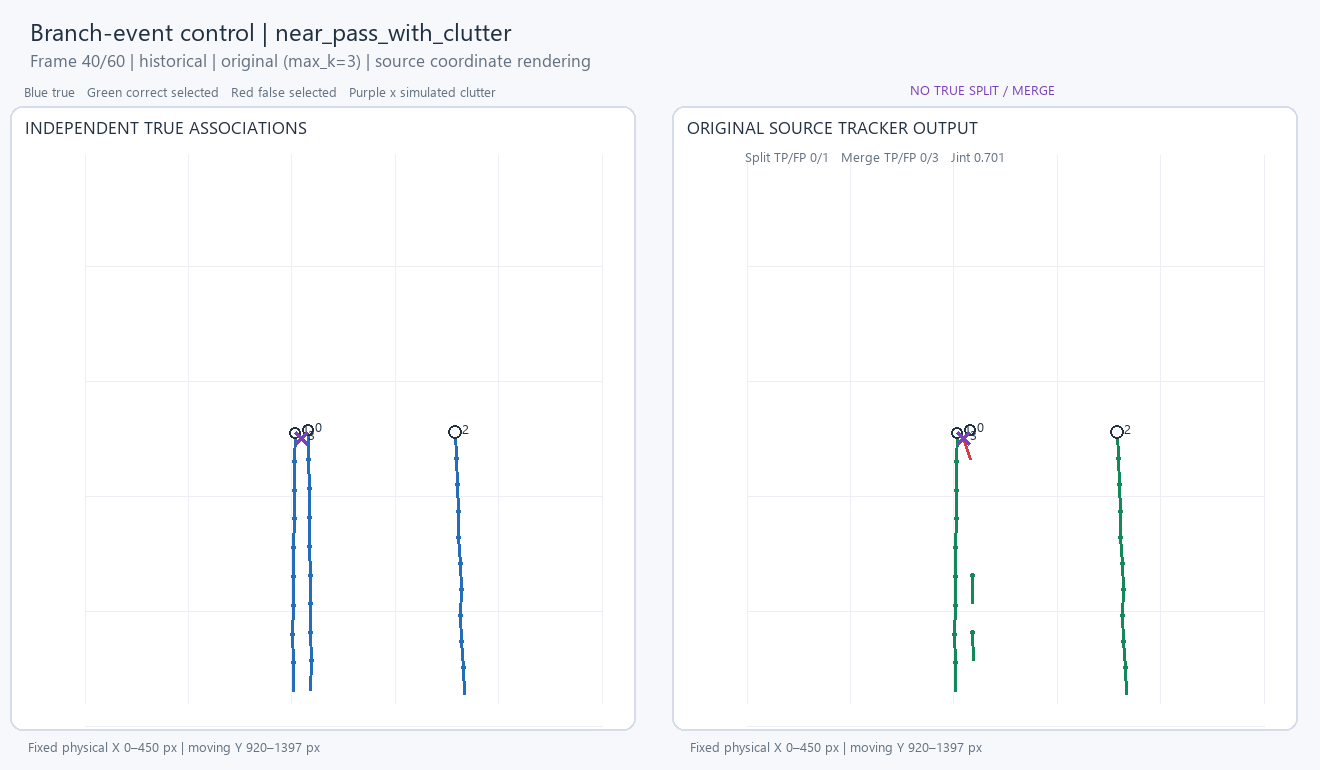 Branch-event control | near_pass_with_clutter
Frame 40/60 | historical | original (max_k=3) | source coordinate rendering
Blue true   Green correct selected   Red false selected   Purple x simulated clutter
NO TRUE SPLIT / MERGE
INDEPENDENT TRUE ASSOCIATIONS
0
2
Fixed physical X 0–450 px | moving Y 920–1397 px
ORIGINAL SOURCE TRACKER OUTPUT
Split TP/FP 0/1   Merge TP/FP 0/3   Jint 0.701
0
2
Fixed physical X 0–450 px | moving Y 920–1397 px